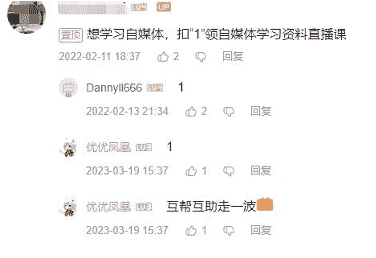 UP
置顶 想学习自媒体，扣“1”领自媒体学习资料直播课
2022-02-11 18:37 2 回复
Dannyll666 1
2022-02-13 21:34 2 回复
优优凤凰 1
2023-03-19 15:37 1 回复
优优凤凰 互帮互助走一波
2023-03-19 15:37 1 回复